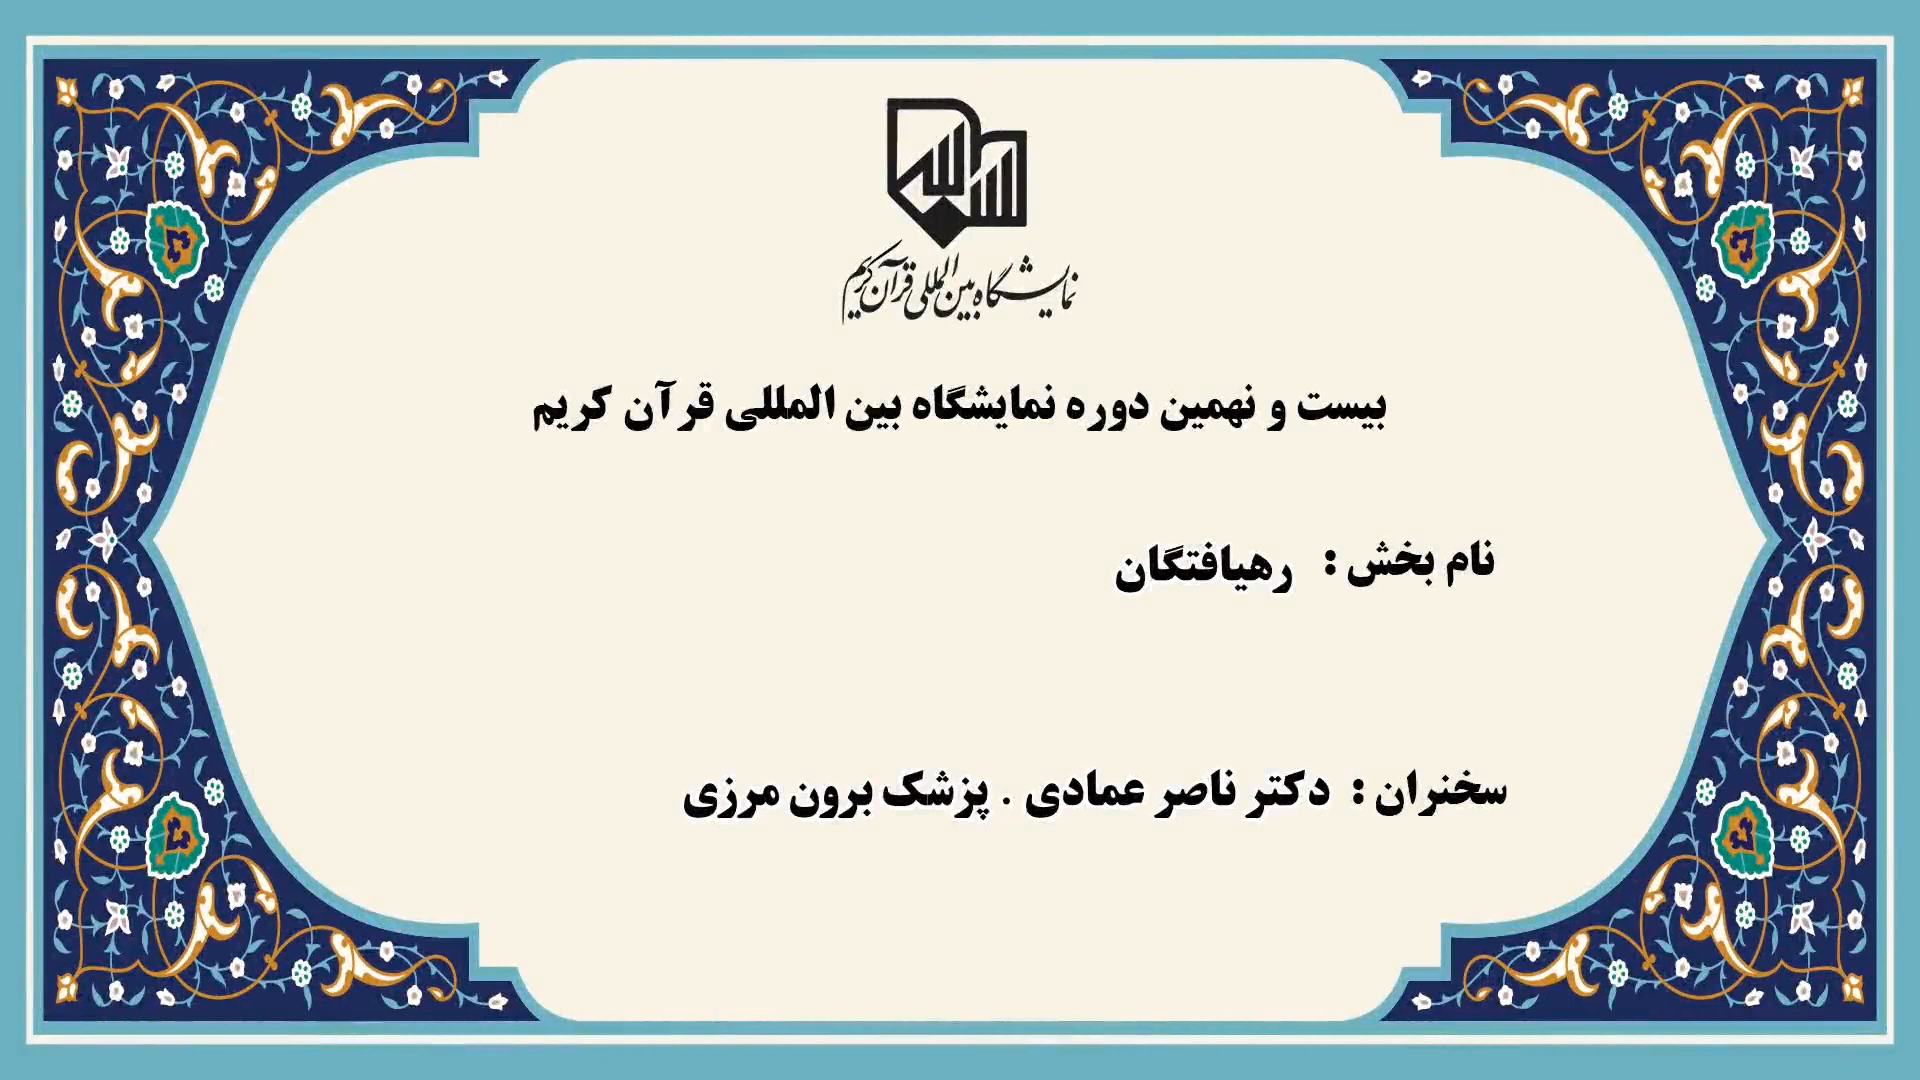 نمایشگاه بین‌المللی قرآن کریم
بیست و نهمین دوره نمایشگاه بین المللی قرآن کریم
نام بخش : رهیافتگان
سخنران : دکتر ناصر عمادی . پزشک برون مرزی